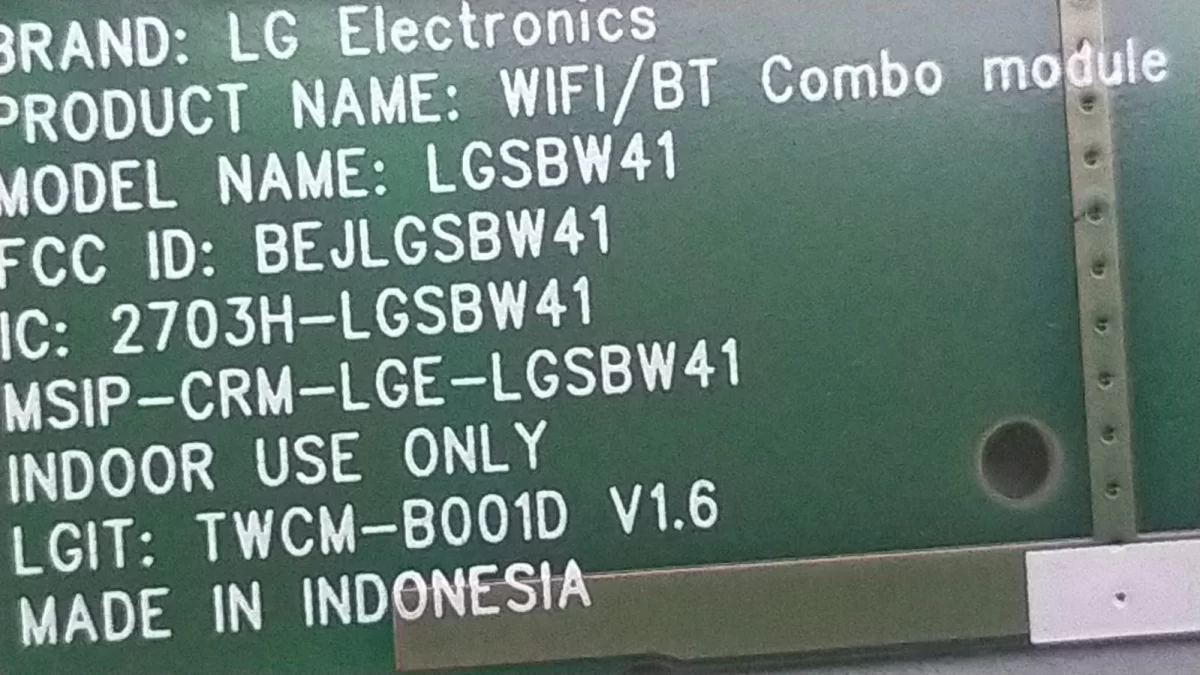 BRAND: LG Electronics
PRODUCT NAME: WIFI/BT Combo module
MODEL NAME: LGSBW41
FCC ID: BEJLGSBW41
IC: 2703H-LGSBW41
MSIP-CRM-LGE-LGSBW41
INDOOR USE ONLY
LGIT: TWCM-B001D V1.6
MADE IN INDONESIA